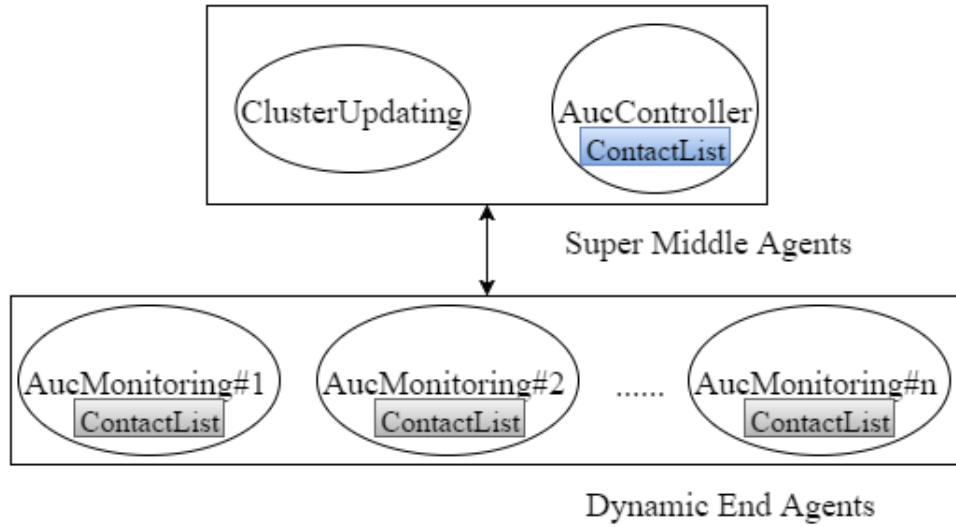 ClusterUpdating
AucController
ContactList
Super Middle Agents
AucMonitoring#1
ContactList
AucMonitoring#2
ContactList
......
AucMonitoring#n
ContactList
Dynamic End Agents